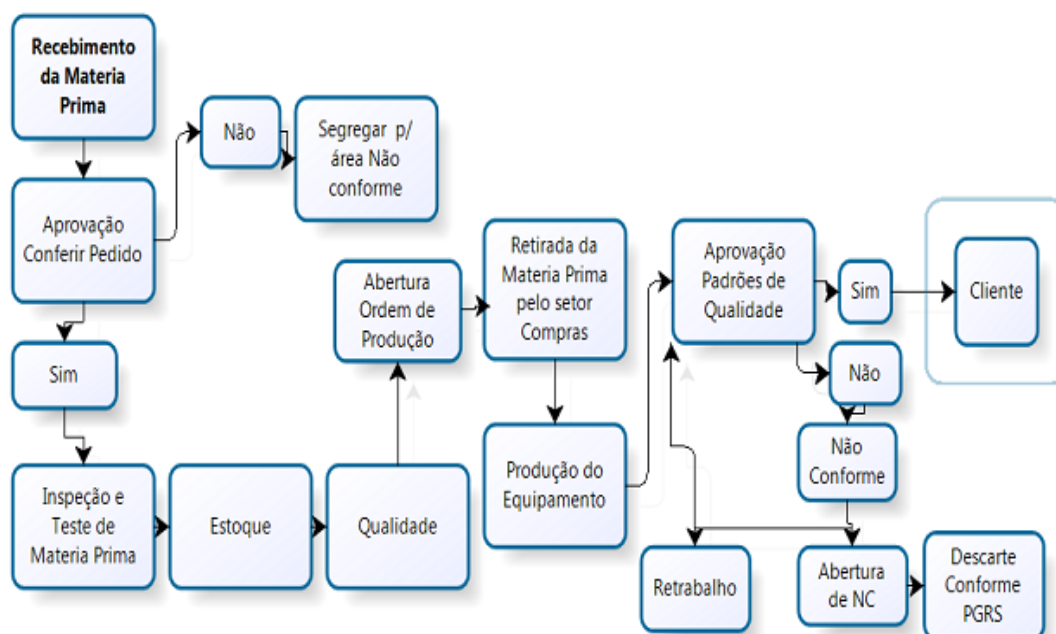 Recebimento
da Materia
Prima
Não
Segregar p/
área Não
conforme
Aprovação
Conferir Pedido
Sim
Inspeção e
Teste de
Materia Prima
Estoque
Qualidade
Abertura
Ordem de
Produção
Retirada da
Materia Prima
pelo setor
Compras
Produção do
Equipamento
Aprovação
Padrões de
Qualidade
Sim
Cliente
Não
Não
Conforme
Retrabalho
Abertura
de NC
Descarte
Conforme
PGRS